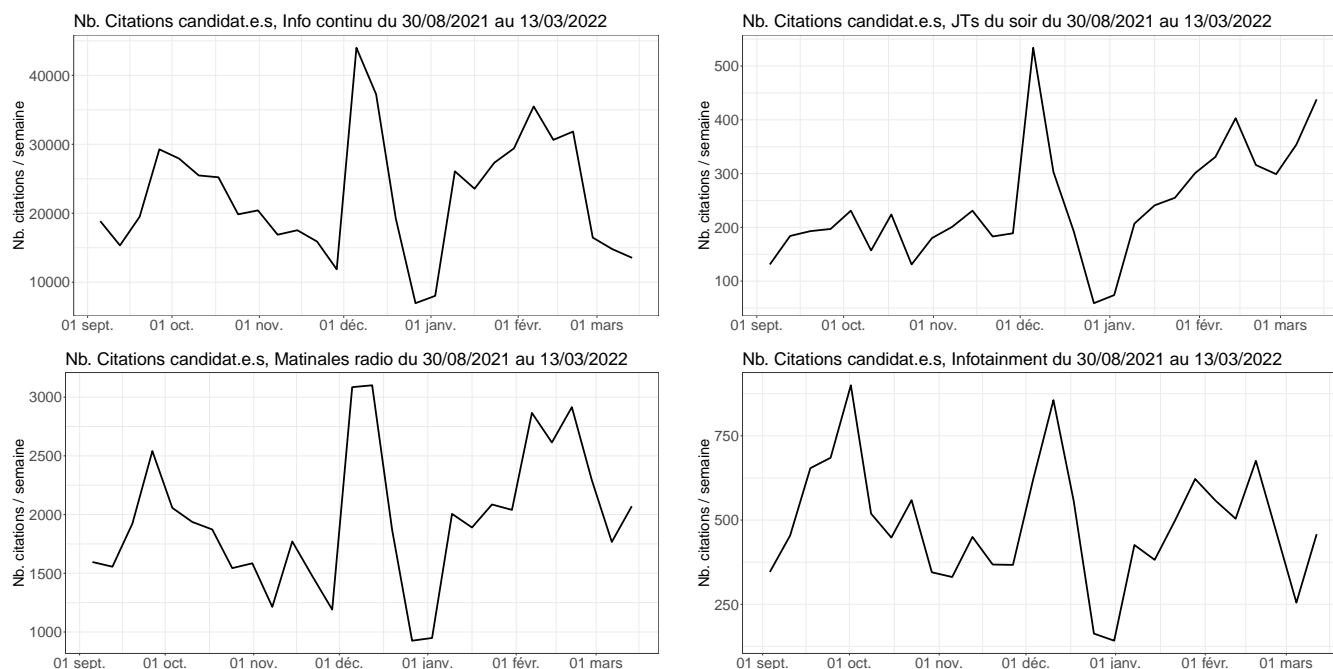 Nb. Citations candidat.e.s, Info continu du 30/08/2021 au 13/03/2022
Nb. citations / semaine
40000
30000
20000
10000
01 sept.
01 oct.
01 nov.
01 déc.
01 janv.
01 févr.
01 mars
Nb. Citations candidat.e.s, JTs du soir du 30/08/2021 au 13/03/2022
Nb. citations / semaine
500
400
300
200
100
01 sept.
01 oct.
01 nov.
01 déc.
01 janv.
01 févr.
01 mars
Nb. Citations candidat.e.s, Matinales radio du 30/08/2021 au 13/03/2022
Nb. citations / semaine
3000
2500
2000
1500
1000
01 sept.
01 oct.
01 nov.
01 déc.
01 janv.
01 févr.
01 mars
Nb. Citations candidat.e.s, Infotainment du 30/08/2021 au 13/03/2022
Nb. citations / semaine
750
500
250
01 sept.
01 oct.
01 nov.
01 déc.
01 janv.
01 févr.
01 mars